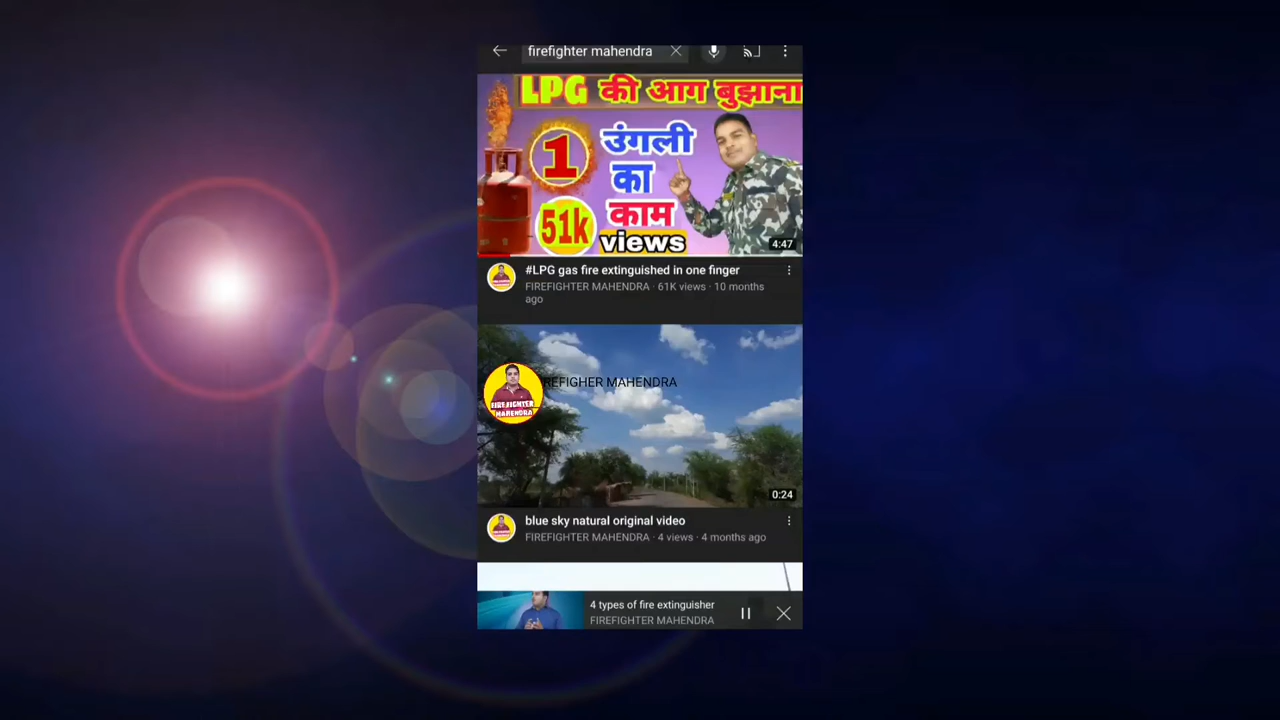 firefighter mahendra
LPG की आग बुझाना
1 उंगली
का
51k काम
views
4:47
#LPG gas fire extinguished in one finger
FIREFIGHTER MAHENDRA · 61K views · 10 months
ago
REFIGHER MAHENDRA
FIREFIGHTER
MAHENDRA
0:24
blue sky natural original video
FIREFIGHTER MAHENDRA · 4 views · 4 months ago
4 types of fire extinguisher
FIREFIGHTER MAHENDRA